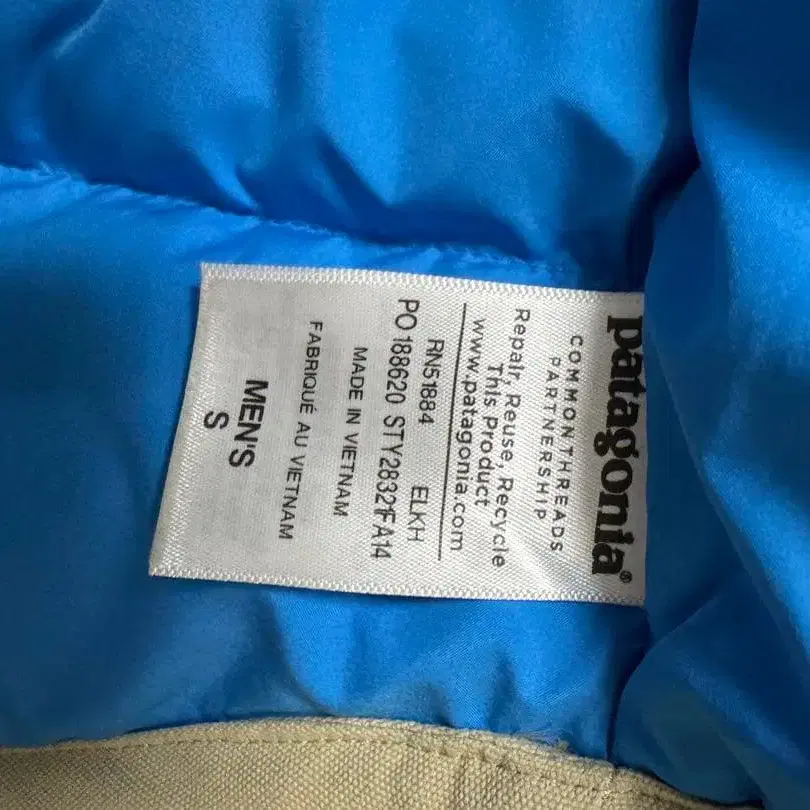 patagonia®
COMMON THREADS
PARTNERSHIP
Repair, Reuse, Recycle
This Product
www.patagonia.com
RN51884 ELKH
PO 188620 STY28321FA14
MADE IN VIETNAM
FABRIQUÉ AU VIETNAM
MEN'S
S